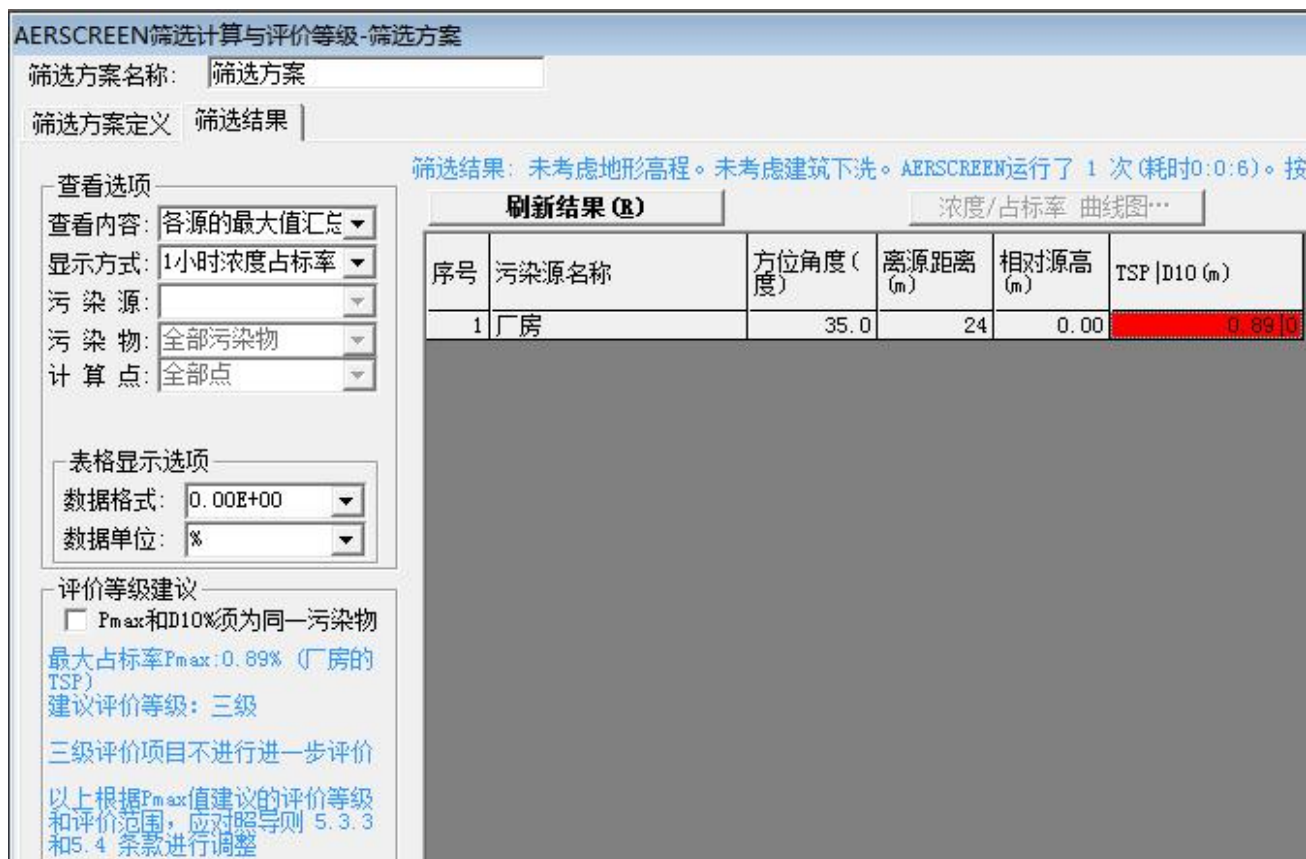 AERSCREEN筛选计算与评价等级-筛选方案
筛选方案名称: 筛选方案
筛选方案定义 筛选结果
筛选结果: 未考虑地形高程。未考虑建筑下洗。AERSCREEN运行了 1 次(耗时0:0:6)。按
刷新结果(R) 浓度/占标率 曲线图…
查看选项
查看内容: 各源的最大值汇总
显示方式: 1小时浓度占标率
污 染 源:
污 染 物: 全部污染物
计 算 点: 全部点
序号 污染源名称 方位角度(度) 离源距离(m) 相对源高(m) TSP|D10(m)
1 厂房 35.0 24 0.00 0.89|0
表格显示选项
数据格式: 0.00E+00
数据单位: %
评价等级建议
Pmax和D10%须为同一污染物
最大占标率Pmax:0.89% (厂房的
TSP)
建议评价等级: 三级
三级评价项目不进行进一步评价
以上根据Pmax值建议的评价等级
和评价范围,应对照导则 5.3.3
和5.4 条款进行调整